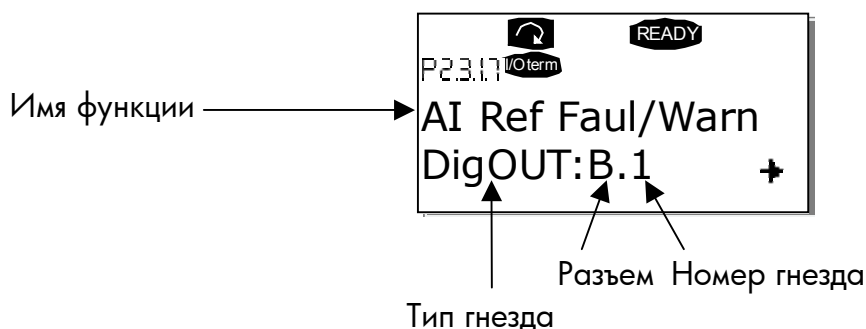 READY
P2.3.1.7 I/Oterm
Имя функции
AI Ref Faul/Warn
DigOUT:B.1
Разъем Номер гнезда
Тип гнезда